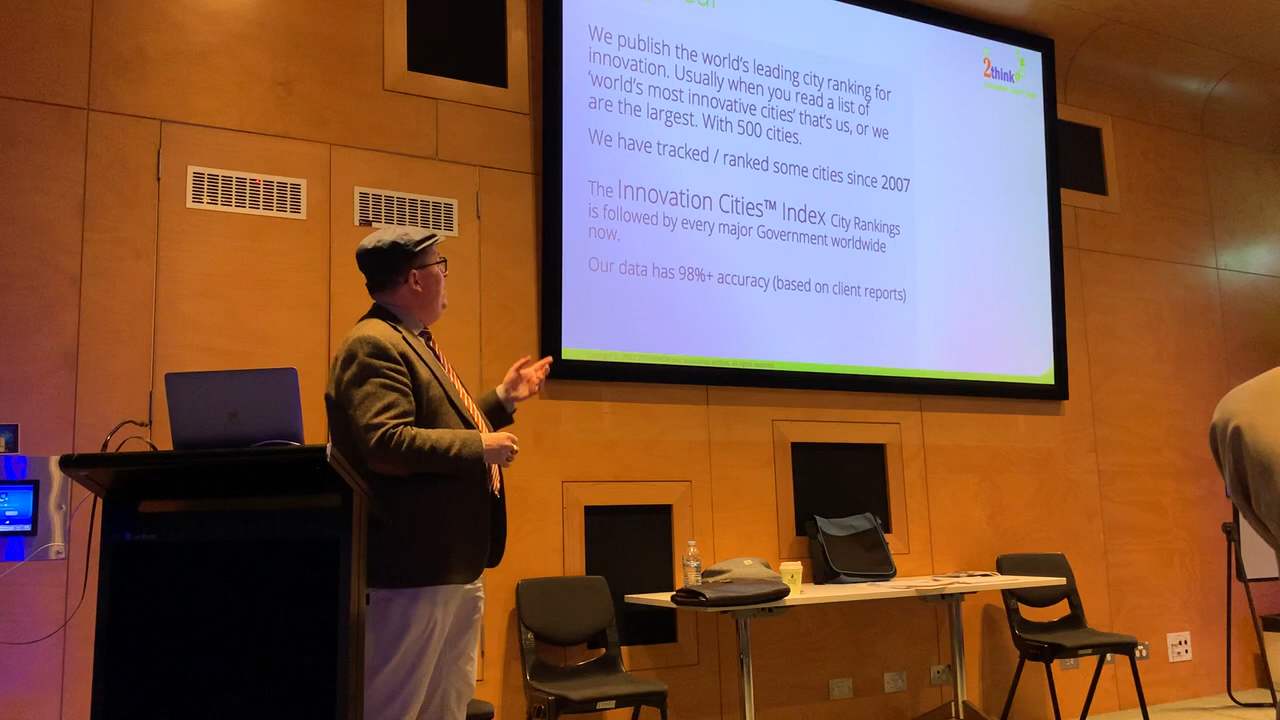 We publish the world's leading city ranking for
innovation. Usually when you read a list of
'world's most innovative cities' that's us, or we
are the largest. With 500 cities.
We have tracked / ranked some cities since 2007
The Innovation Cities™ Index City Rankings
is followed by every major Government worldwide
now.
Our data has 98%+ accuracy (based on client reports)
2think